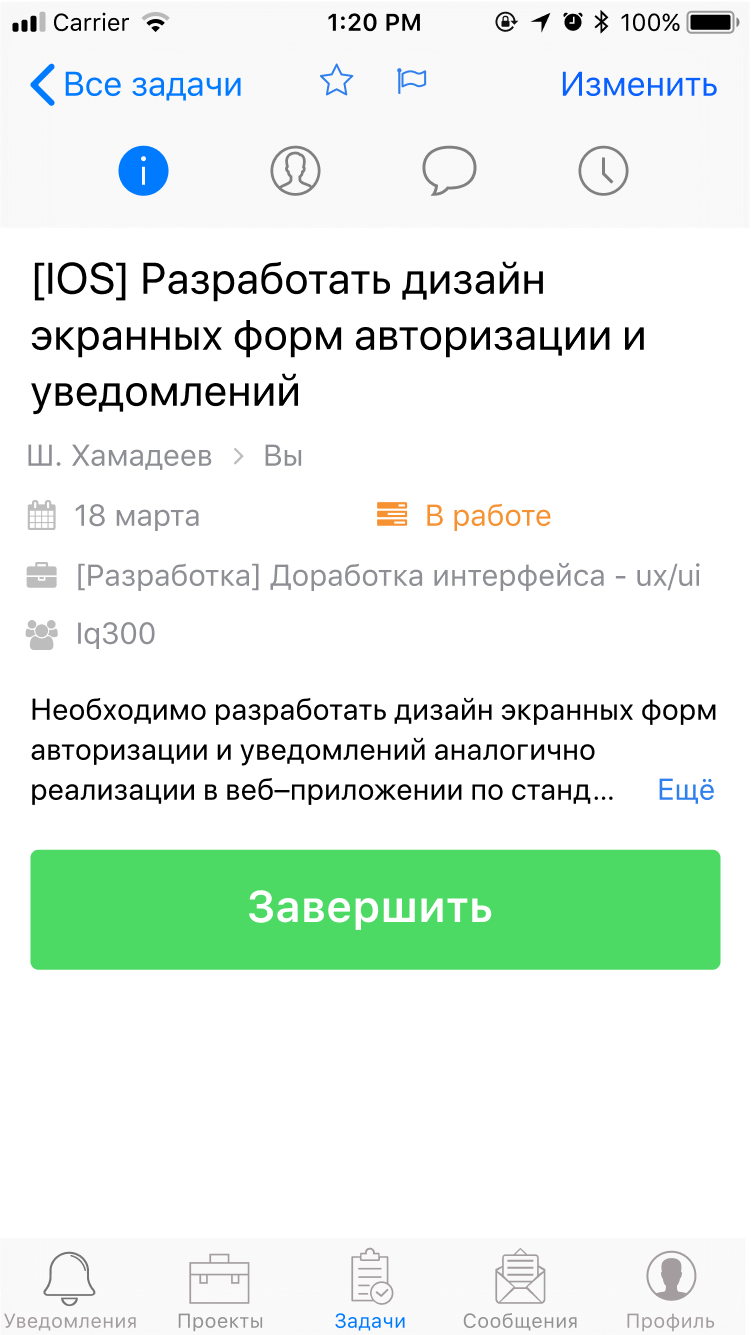 Carrier 1:20 PM 100%
Все задачи Изменить
[IOS] Разработать дизайн
экранных форм авторизации и
уведомлений
Ш. Хамадеев > Вы
18 марта В работе
[Разработка] Доработка интерфейса - ux/ui
Iq300
Необходимо разработать дизайн экранных форм
авторизации и уведомлений аналогично
реализации в веб–приложении по станд... Ещё
Завершить
Уведомления Проекты Задачи Сообщения Профиль